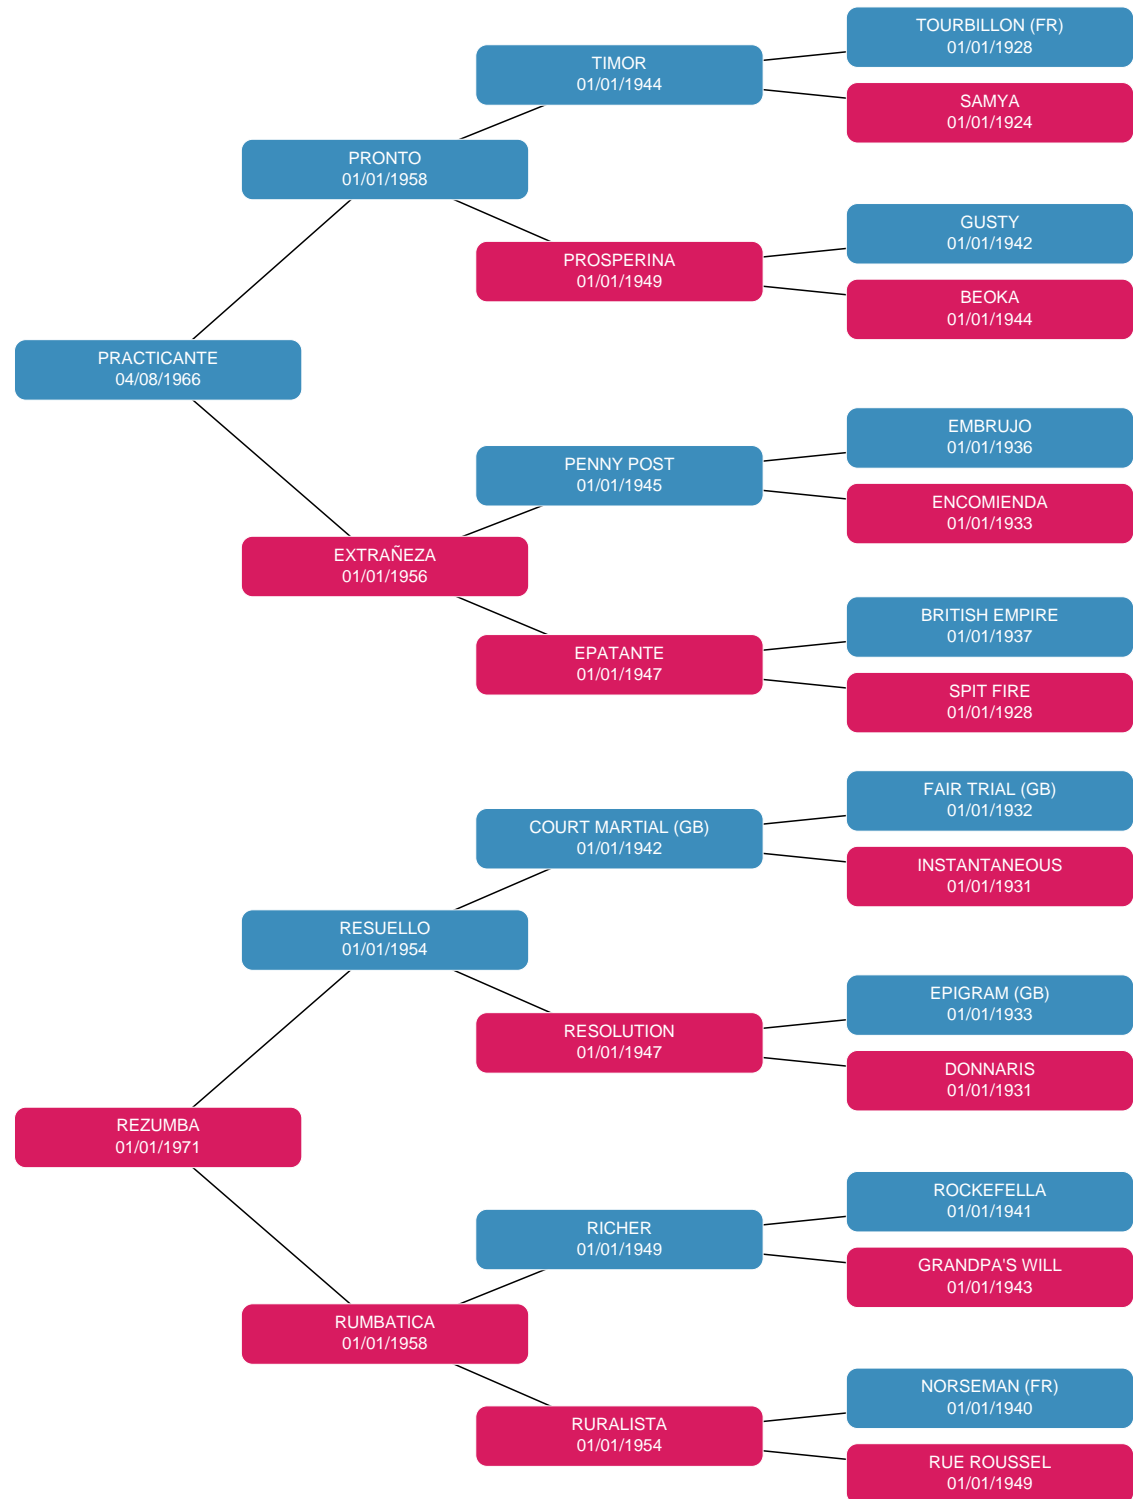 TOURBILLON (FR)
01/01/1928
TIMOR
01/01/1944
SAMYA
01/01/1924
PRONTO
01/01/1958
GUSTY
01/01/1942
PROSPERINA
01/01/1949
BEOKA
01/01/1944
PRACTICANTE
04/08/1966
EMBRUJO
01/01/1936
PENNY POST
01/01/1945
ENCOMIENDA
01/01/1933
EXTRAÑEZA
01/01/1956
BRITISH EMPIRE
01/01/1937
EPATANTE
01/01/1947
SPIT FIRE
01/01/1928
FAIR TRIAL (GB)
01/01/1932
COURT MARTIAL (GB)
01/01/1942
INSTANTANEOUS
01/01/1931
RESUELLO
01/01/1954
EPIGRAM (GB)
01/01/1933
RESOLUTION
01/01/1947
DONNARIS
01/01/1931
REZUMBA
01/01/1971
ROCKEFELLA
01/01/1941
RICHER
01/01/1949
GRANDPA'S WILL
01/01/1943
RUMBATICA
01/01/1958
NORSEMAN (FR)
01/01/1940
RURALISTA
01/01/1954
RUE ROUSSEL
01/01/1949